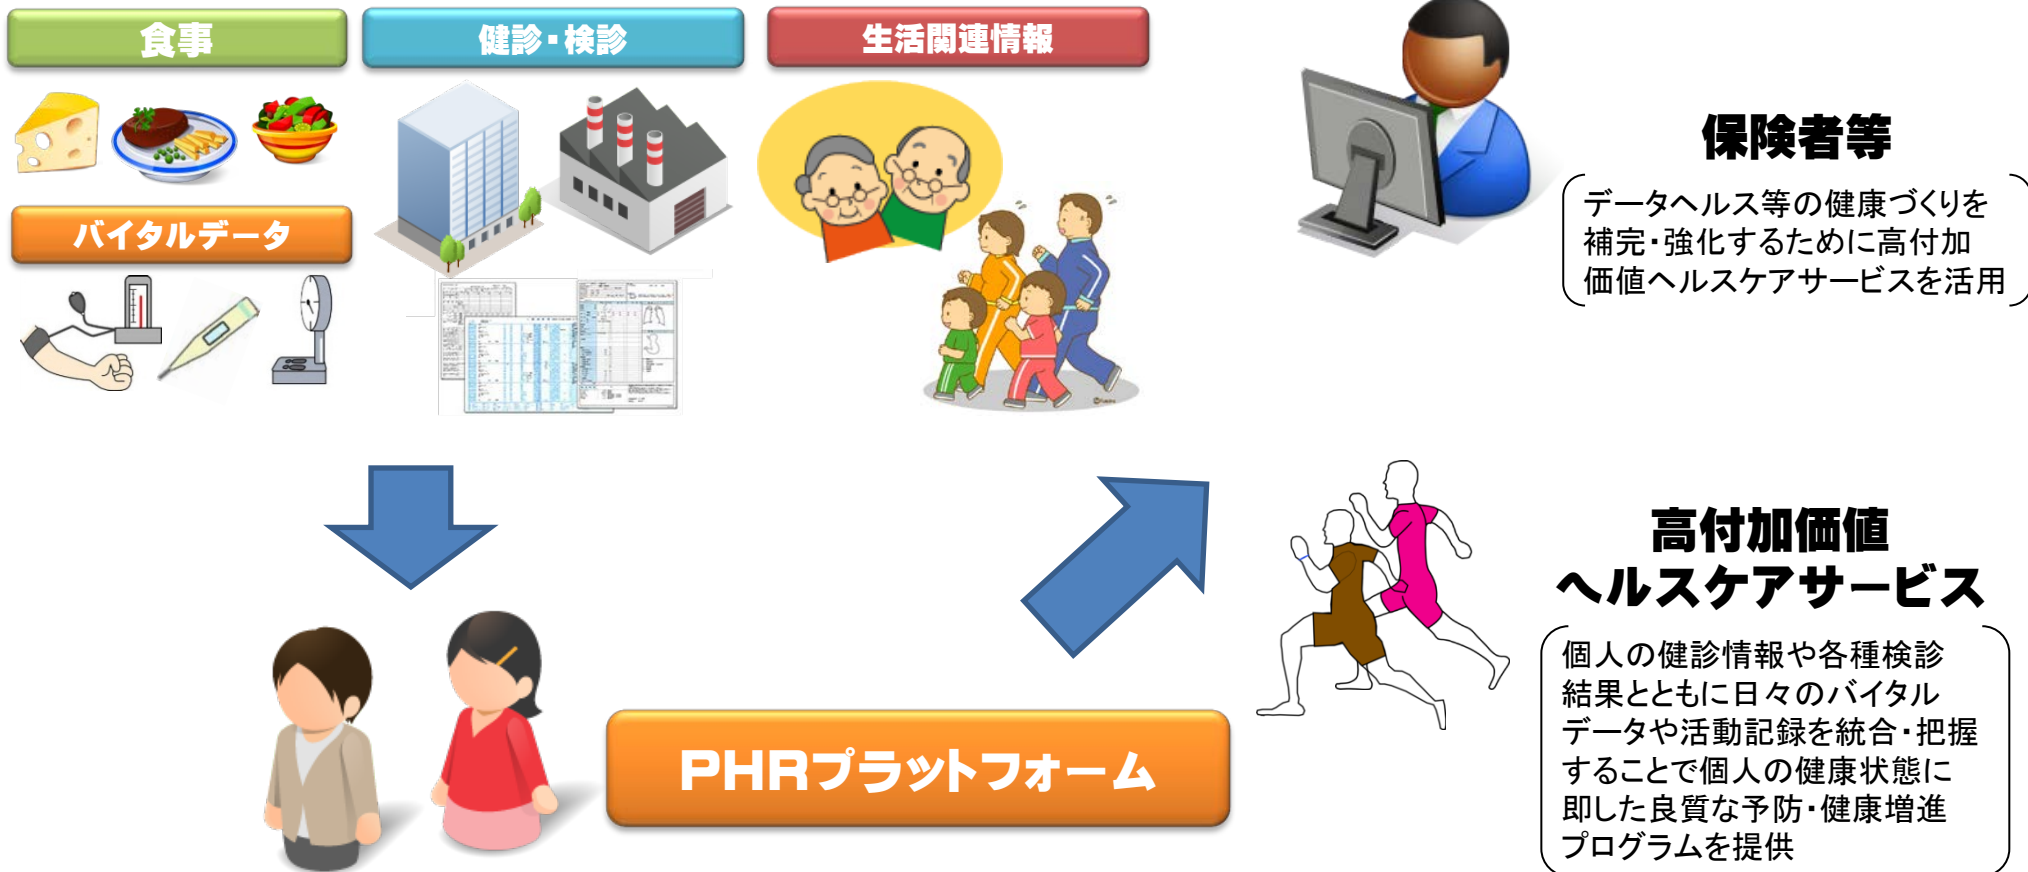 食事
健診・検診
生活関連情報
バイタルデータ
保険者等
データヘルス等の健康づくりを
補完・強化するために高付加
価値ヘルスケアサービスを活用
高付加価値
ヘルスケアサービス
個人の健診情報や各種検診
結果とともに日々のバイタル
データや活動記録を統合・把握
することで個人の健康状態に
即した良質な予防・健康増進
プログラムを提供
PHRプラットフォーム